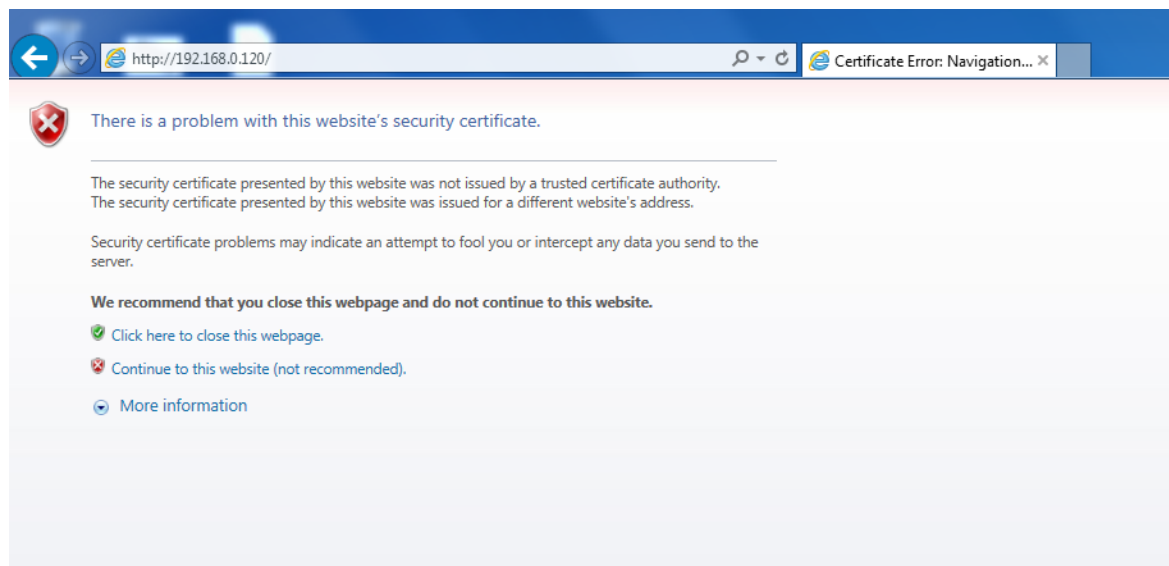 http://192.168.0.120/
Certificate Error: Navigation...
There is a problem with this website's security certificate.
The security certificate presented by this website was not issued by a trusted certificate authority.
The security certificate presented by this website was issued for a different website's address.
Security certificate problems may indicate an attempt to fool you or intercept any data you send to the
server.
We recommend that you close this webpage and do not continue to this website.
Click here to close this webpage.
Continue to this website (not recommended).
More information